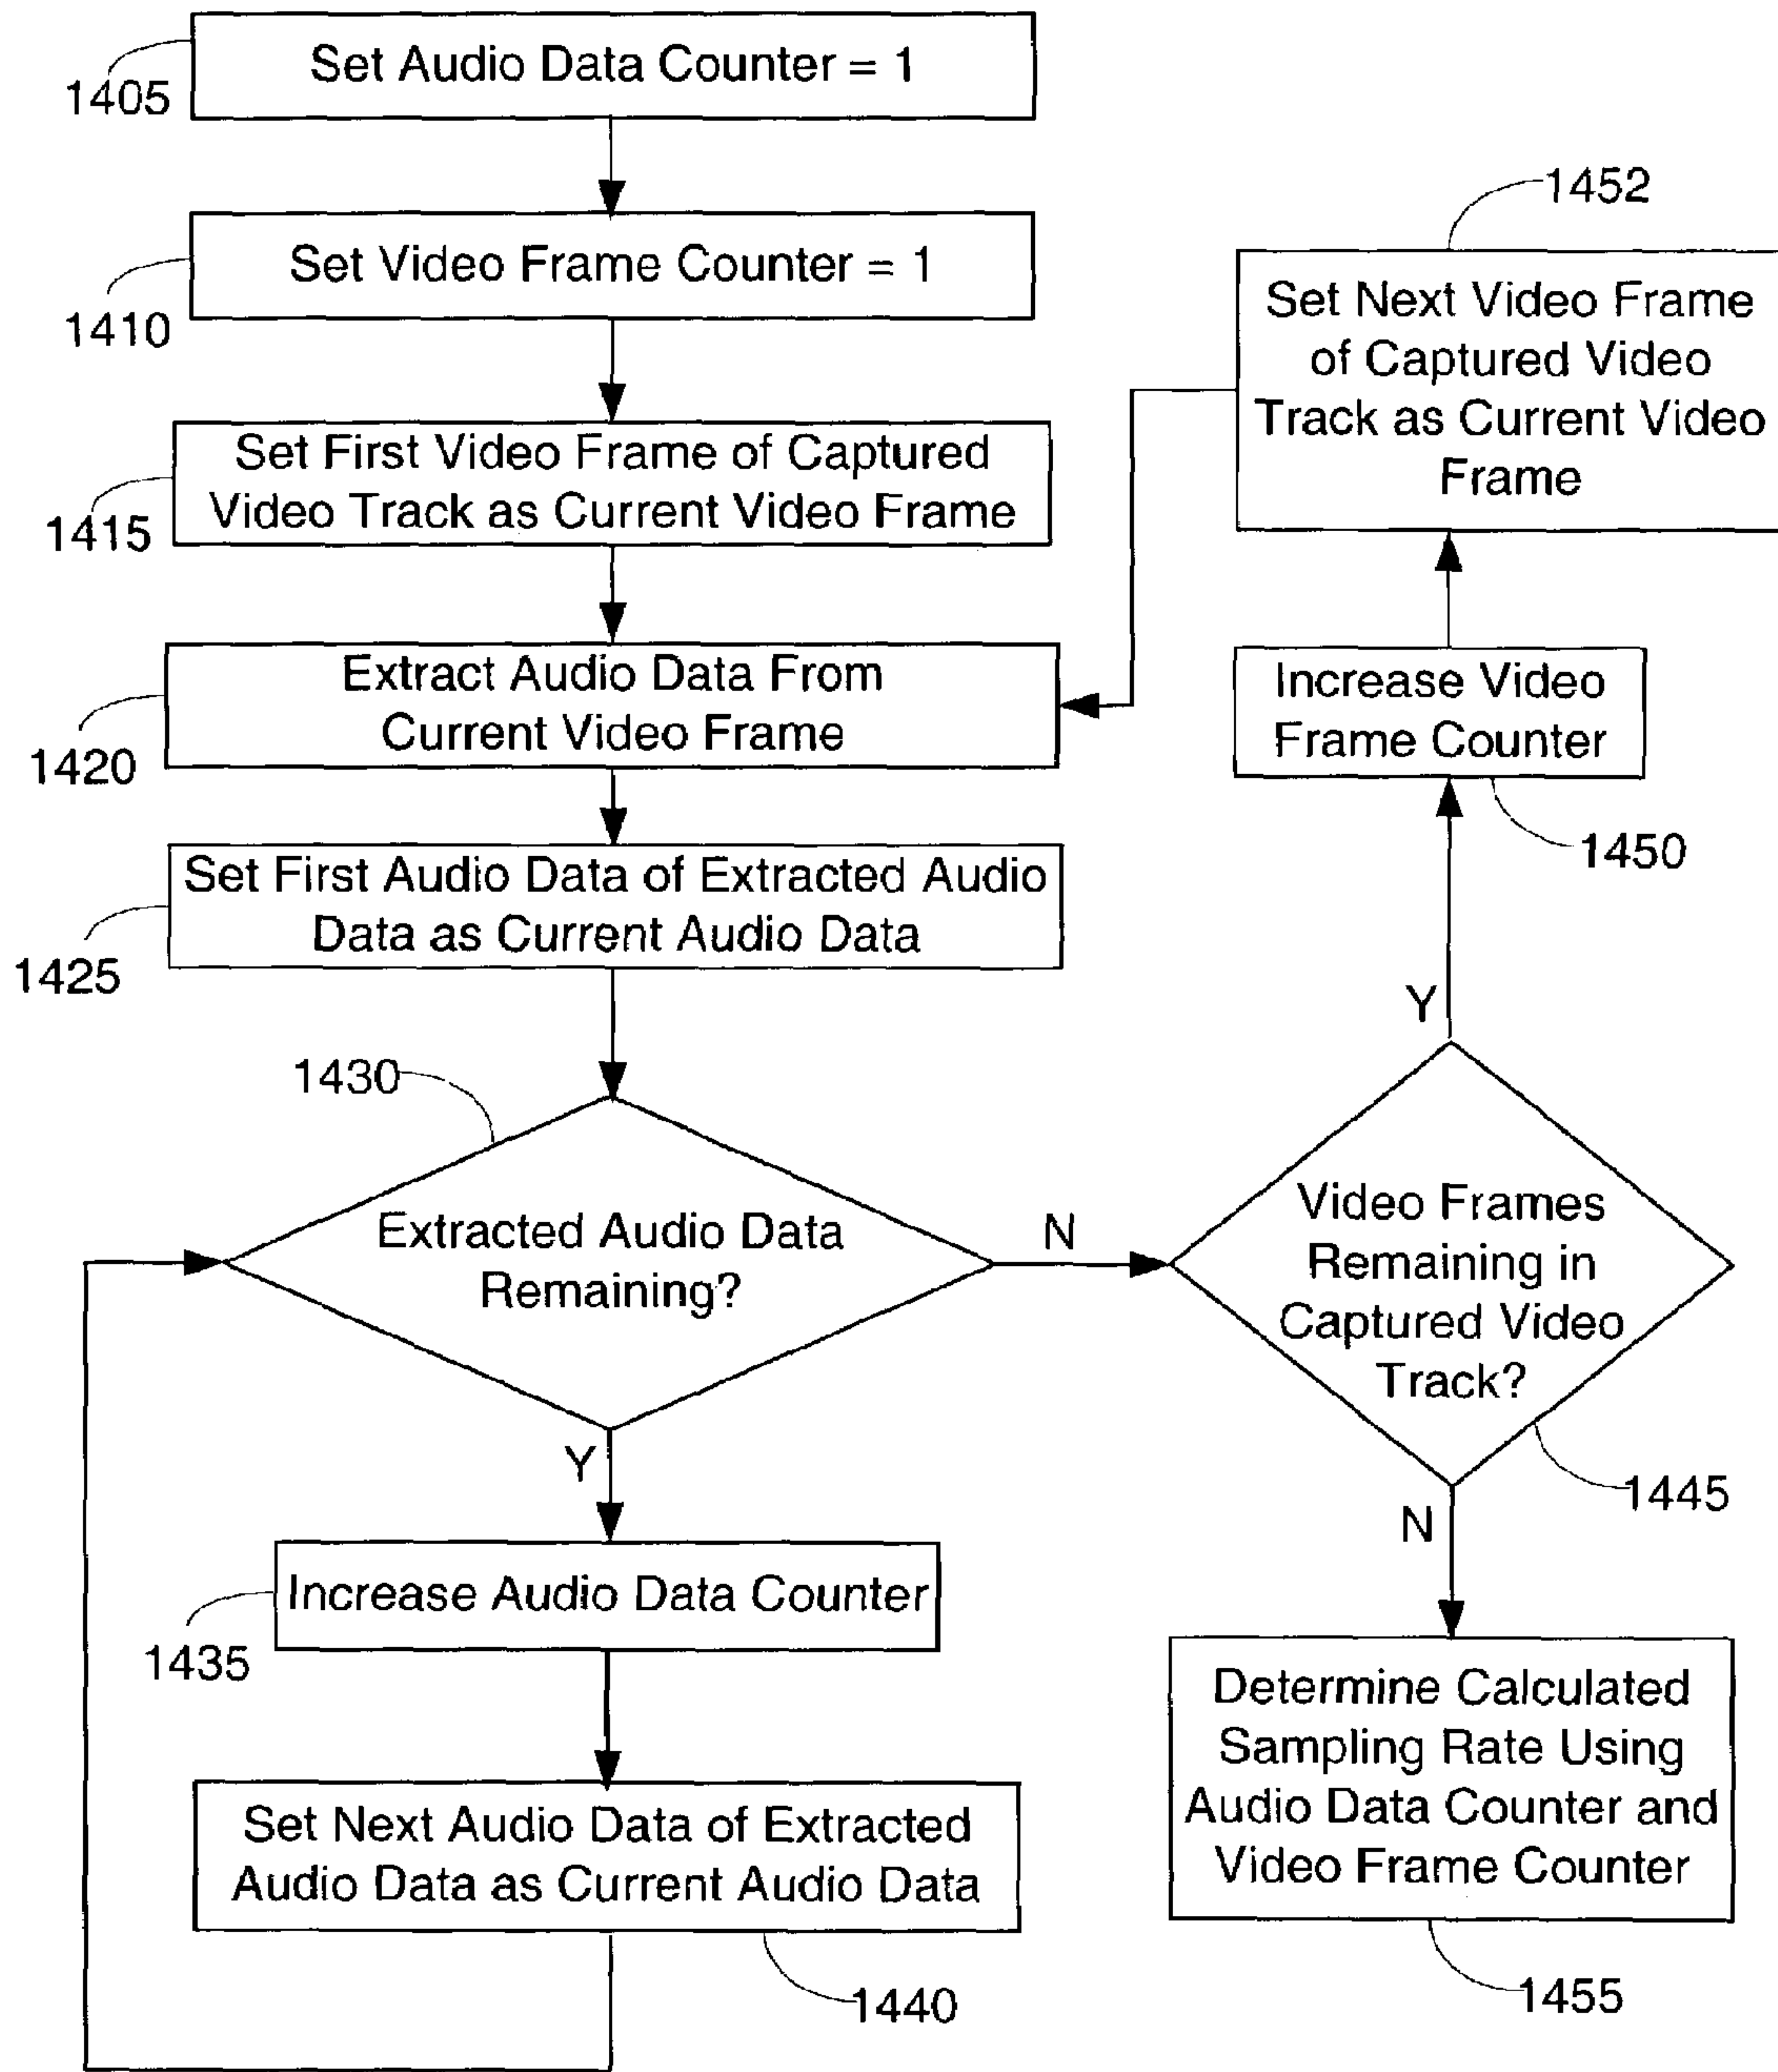 Set Audio Data Counter = 1
1405
Set Video Frame Counter = 1
1410
Set First Video Frame of Captured
Video Track as Current Video Frame
1415
Extract Audio Data From
Current Video Frame
1420
Set First Audio Data of Extracted Audio
Data as Current Audio Data
1425
1430
Extracted Audio Data
Remaining?
N
Y
Increase Audio Data Counter
1435
Set Next Audio Data of Extracted
Audio Data as Current Audio Data
1440
1452
Set Next Video Frame
of Captured Video
Track as Current Video
Frame
Increase Video
Frame Counter
1450
Y
Video Frames
Remaining in
Captured Video
Track?
1445
N
Determine Calculated
Sampling Rate Using
Audio Data Counter and
Video Frame Counter
1455